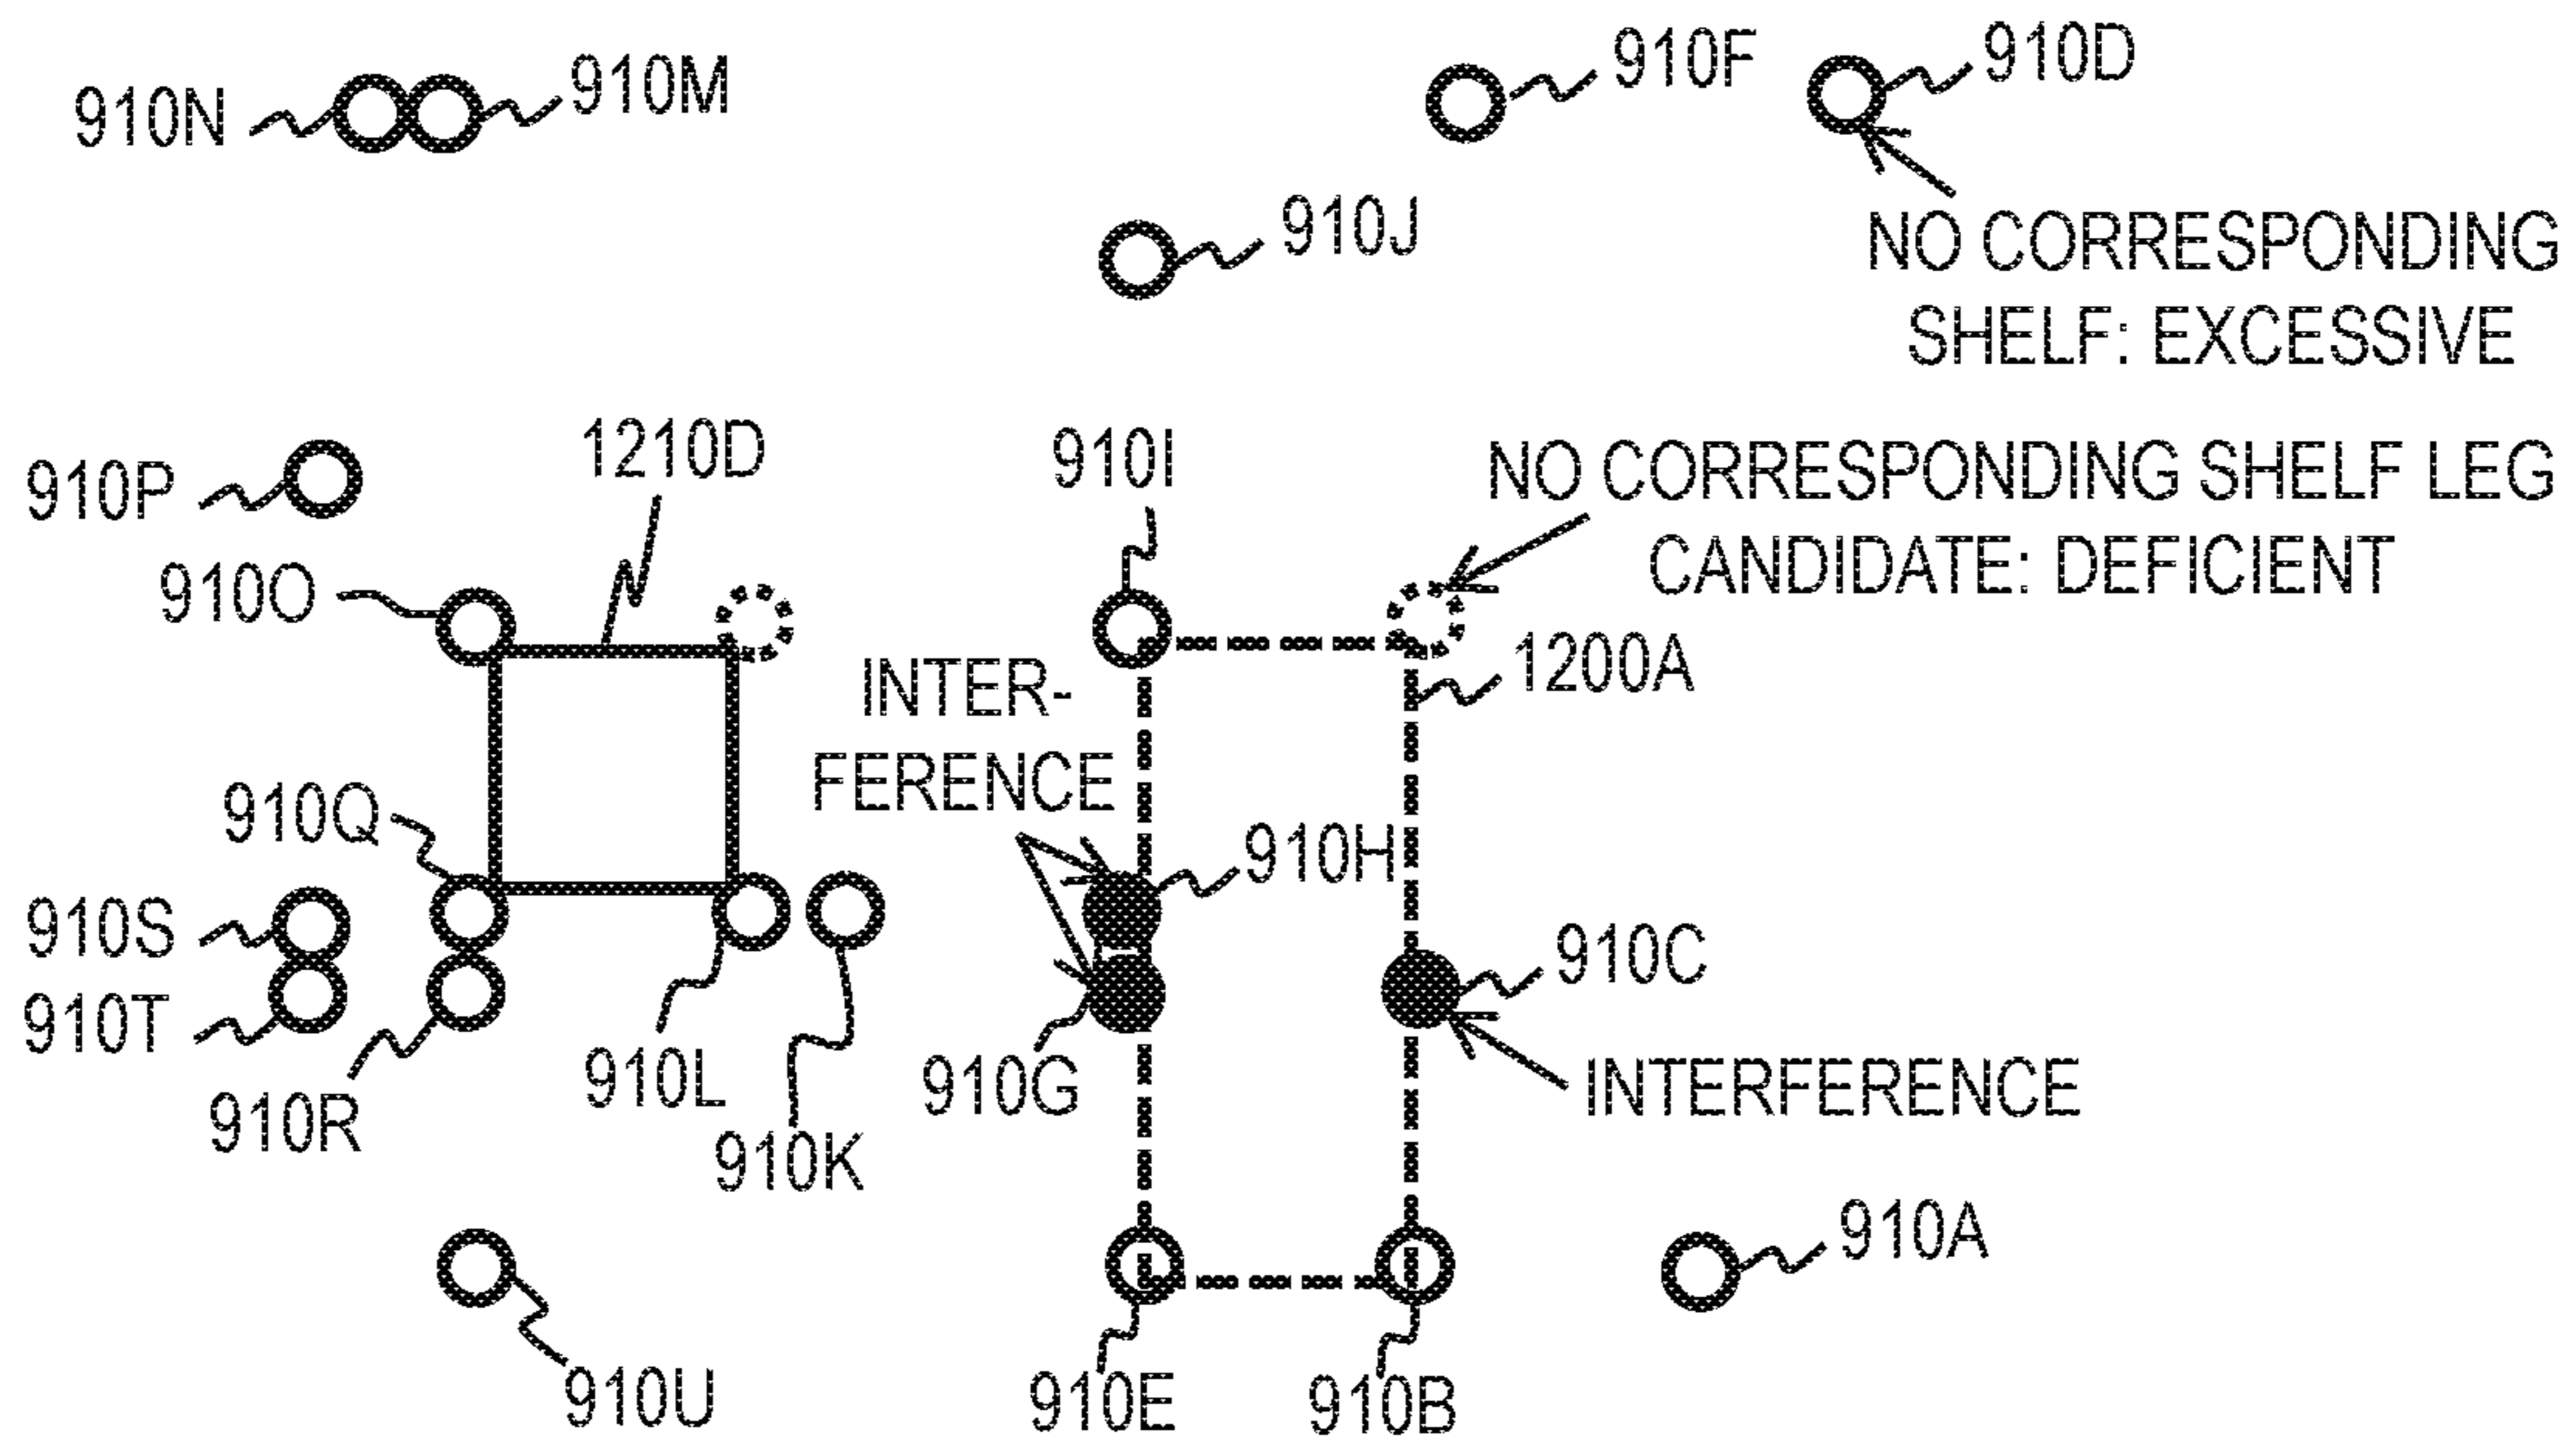 910F
910D
910N
910M
910J
NO CORRESPONDING
SHELF: EXCESSIVE
910P
1210D
910I
NO CORRESPONDING SHELF LEG
CANDIDATE: DEFICIENT
910O
INTER-
FERENCE
1200A
910Q
910H
910S
910C
910T
910R
910L
910K
910G
INTERFERENCE
910A
910U
910E
910B